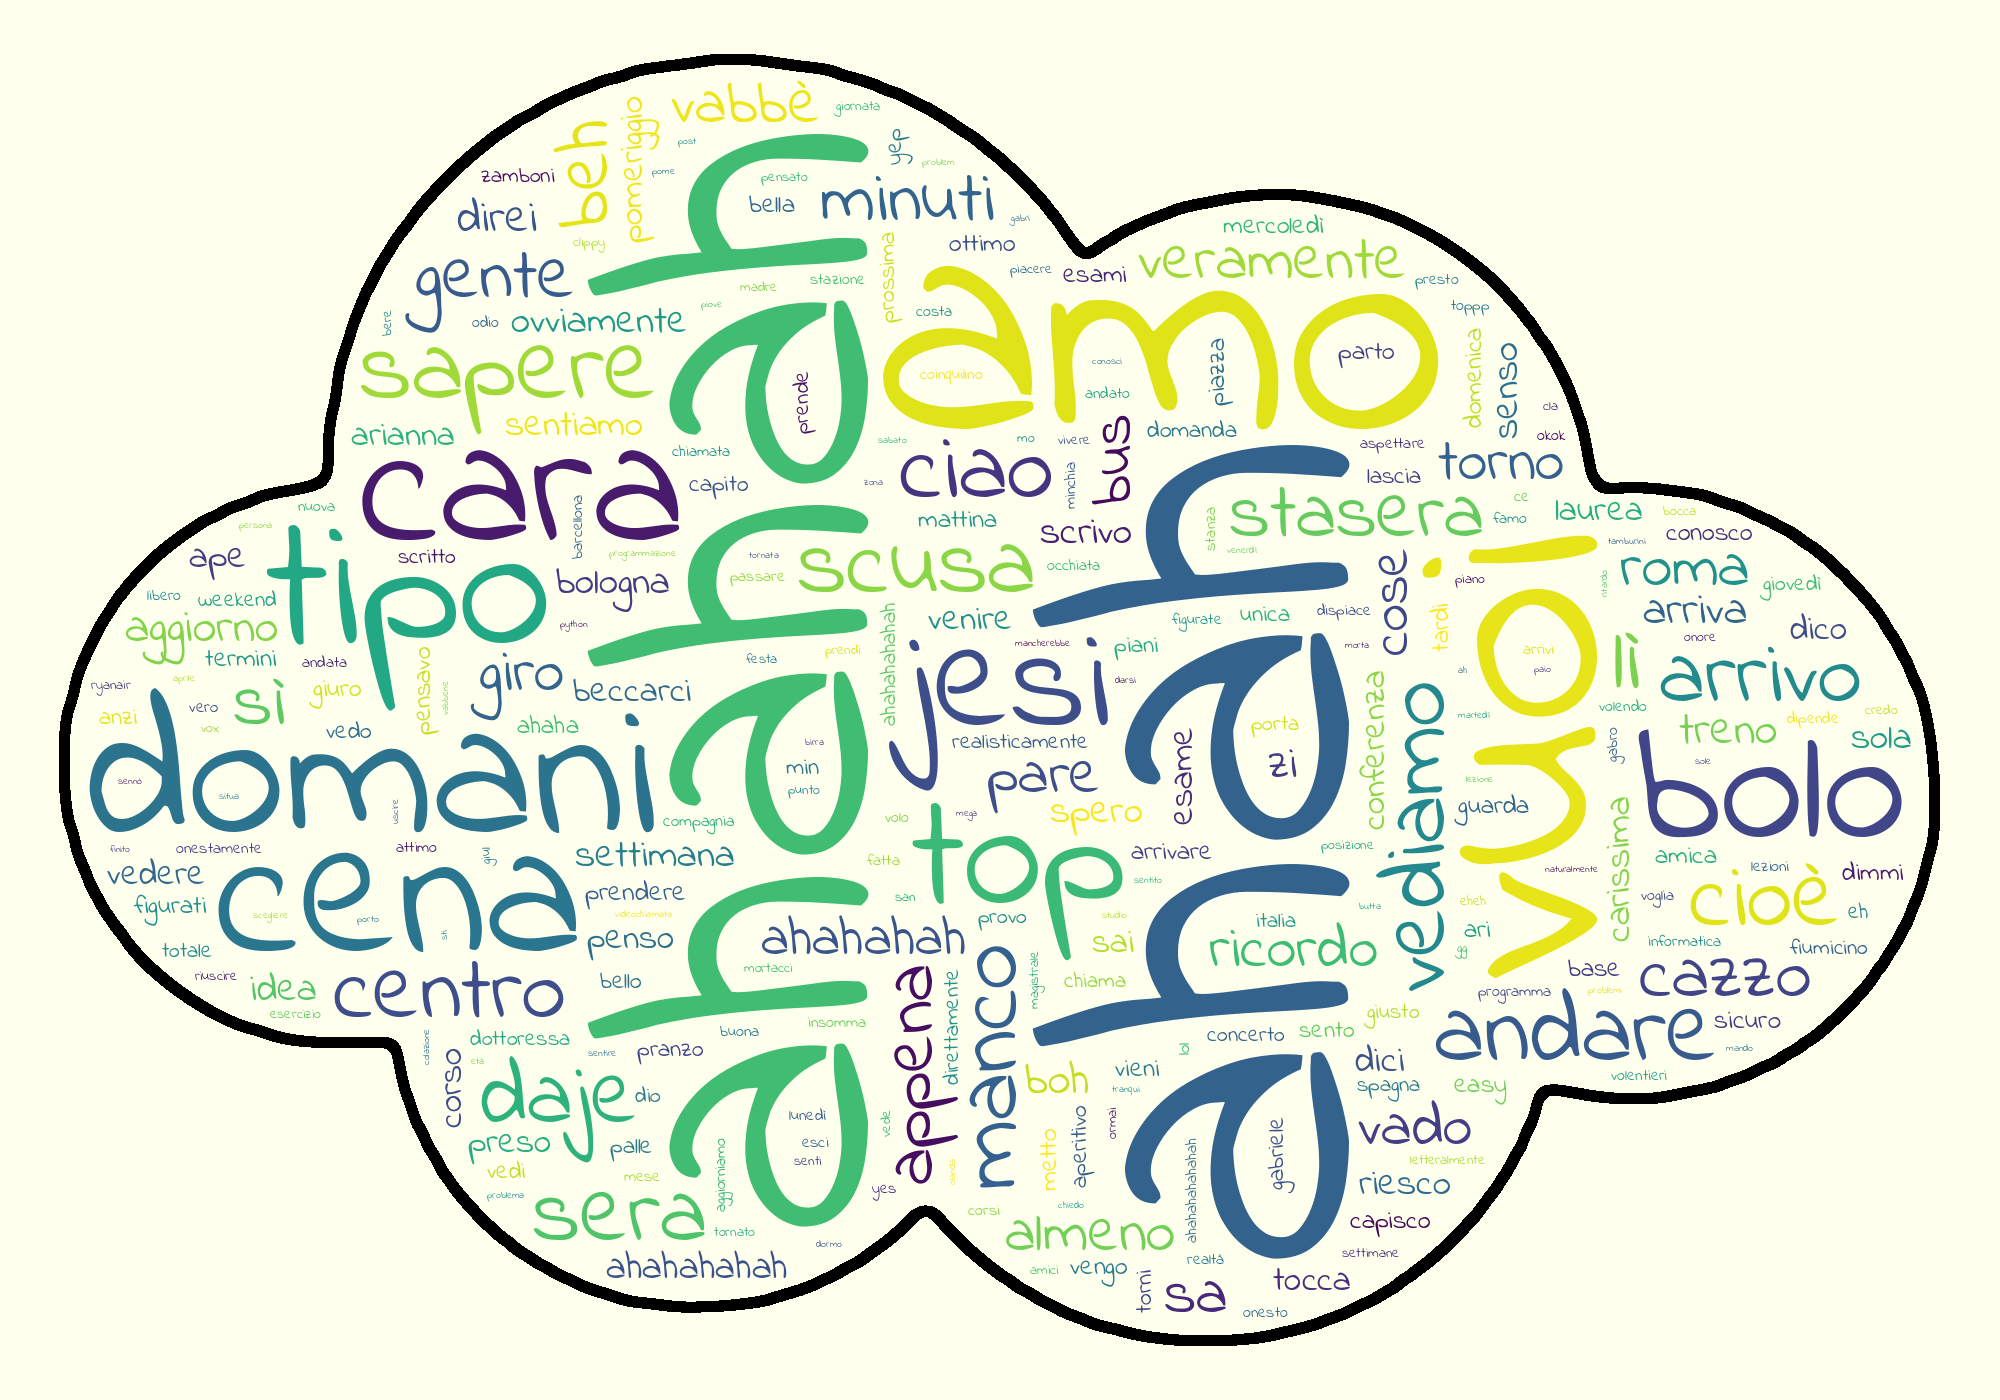 vabbè
giornata
beh
pomeriggio
post
yep
problem
zamboni
pome
pensato
minuti
direi
bella
gabri
mercoledì
clippy
ottimo
veramente
gente
prossima
piacere
esami
stazione
presto
madre
ahahahah
amo
bere
odio
ovviamente
piove
costa
toppp
sapere
conosci
piazza
parto
domenica
senso
coinquilino
prende
andato
cla
arianna
sentiamo
sabato
mo
vivere
bus
domanda
okok
chiamata
aspettare
cara
capito
zona
ciao
minchia
lascia
torno
nuova
barcellona
mattina
scrivo
stanza
stasera
ce
famo
laurea
bocca
persona
tipo
scritto
programmazione
tornata
scusa
occhiata
venerdì
cose
tamburini
conosco
ape
bologna
passare
ahahah
piano
roma
giovedì
libero
weekend
ritardo
aggiorno
python
ahahahahah
venire
figurate
unica
dispiace
tardi
arriva
dico
termini
andata
pensavo
festa
prendi
mancherebbe
piani
morta
vuoi
arrivi
onore
lì
ryanair
aprile
giro
beccarci
jesi
darsi
ah
paio
arrivo
anzi
vero
sì
giuro
vabbene
conferenza
vediamo
martedì
volendo
dipende
credo
vox
vedo
ahaha
birra
realisticamente
esame
porta
gabro
treno
sola
domani
sennò
situa
uscire
min
punto
pare
zi
lezione
sole
bolo
guarda
compagnia
volo
mega
spero
carissima
finito
onestamente
attimo
giul
settimana
fatta
top
arrivare
posizione
amica
lezioni
dimmi
vedere
cena
prendere
sentito
naturalmente
figurati
scegliere
porto
sti
videochiamata
san
provo
studio
italia
butta
eheh
voglia
cioè
eh
totale
penso
ahahahah
sai
ricordo
ari
gg
informatica
fiumicino
riuscire
idea
centro
bello
mortacci
appena
direttamente
manco
magistrale
chiama
base
cazzo
programma
problemi
esercizio
insomma
giusto
colazione
dottoressa
buona
concerto
sento
andare
sicuro
età
sentire
pranzo
lol
dici
mando
corso
daje
dio
boh
vieni
tranqui
spagna
easy
volentieri
preso
palle
lunedì
vede
aperitivo
ormai
vado
vedi
aggiorniamo
esci
senti
metto
ahahahahahah
gabriele
letteralmente
problema
mese
yes
chiedo
riesco
sera
tornato
corsi
almeno
capisco
dormo
realtà
settimane
ahahahahah
amici
vengo
torni
sa
tocca
onesto